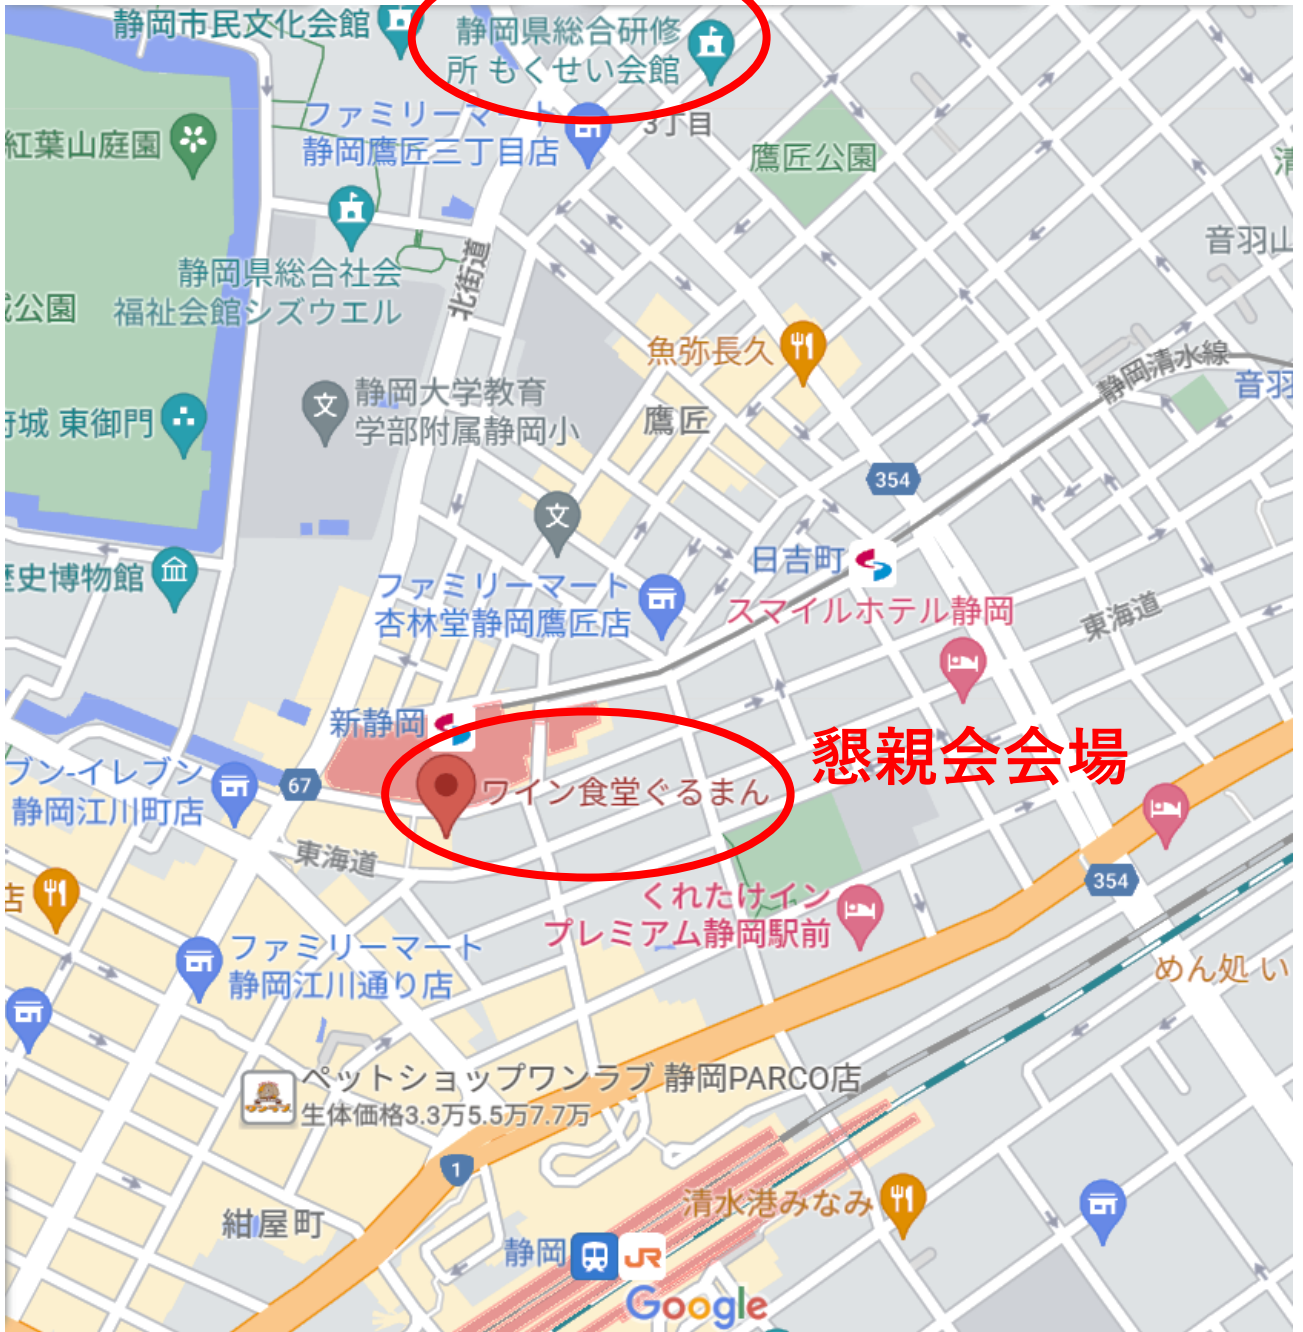 静岡市民文化会館
静岡県総合研修
所 もくせい会館
ファミリーマート
静岡鷹匠三丁目店
3丁目
紅葉山庭園
鷹匠公園
清
音羽山
静岡県総合社会
福祉会館シズウエル
北街道
公園
魚弥長久
静岡清水線
音羽
静岡大学教育
学部附属静岡小
鷹匠
城 東御門
354
文
文
日吉町
歴史博物館
ファミリーマート
杏林堂静岡鷹匠店
スマイルホテル静岡
東海道
新静岡
懇親会会場
ブン-イレブン
静岡江川町店
67
ワイン食堂ぐるまん
東海道
店
くれたけイン
プレミアム静岡駅前
354
ファミリーマート
静岡江川通り店
めん処 い
ペットショップワンラブ 静岡PARCO店
生体価格3.3万5.5万7.7万
ワンラブ
1
清水港みなみ
紺屋町
静岡
JR
Google